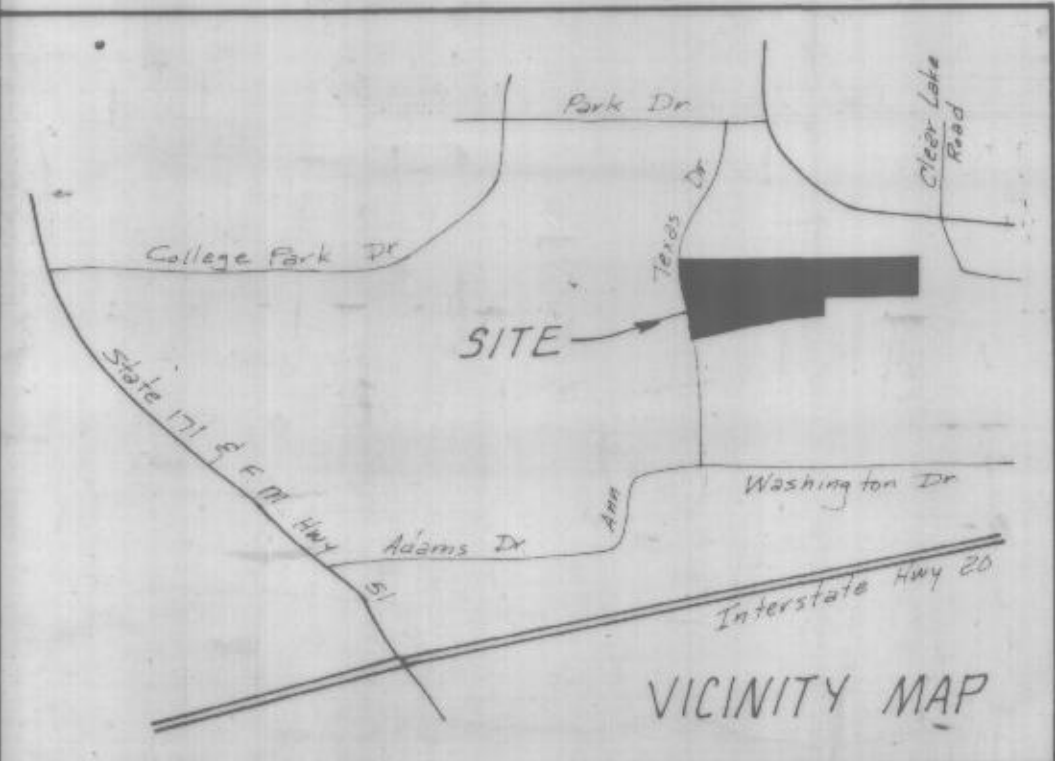 Park Dr.
Clear Lake
Road
Texas Dr
College Park Dr
SITE
State 171 & F M Hwy 51
Ann
Washington Dr
Adams Dr
Interstate Hwy 20
VICINITY MAP